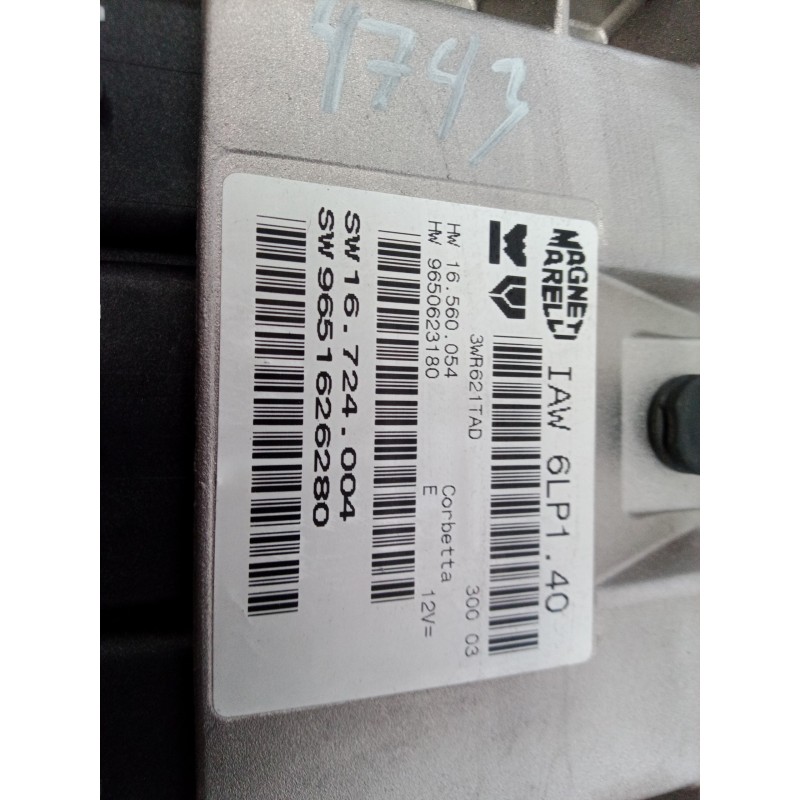 4743
MAGNETI
MARELLI
IAW 6LP1.40
3WR621TAD 300 03
HW 16.560.054 Corbetta 12V=
HW 9650623180 E
SW 16.724.004
SW 9651626280